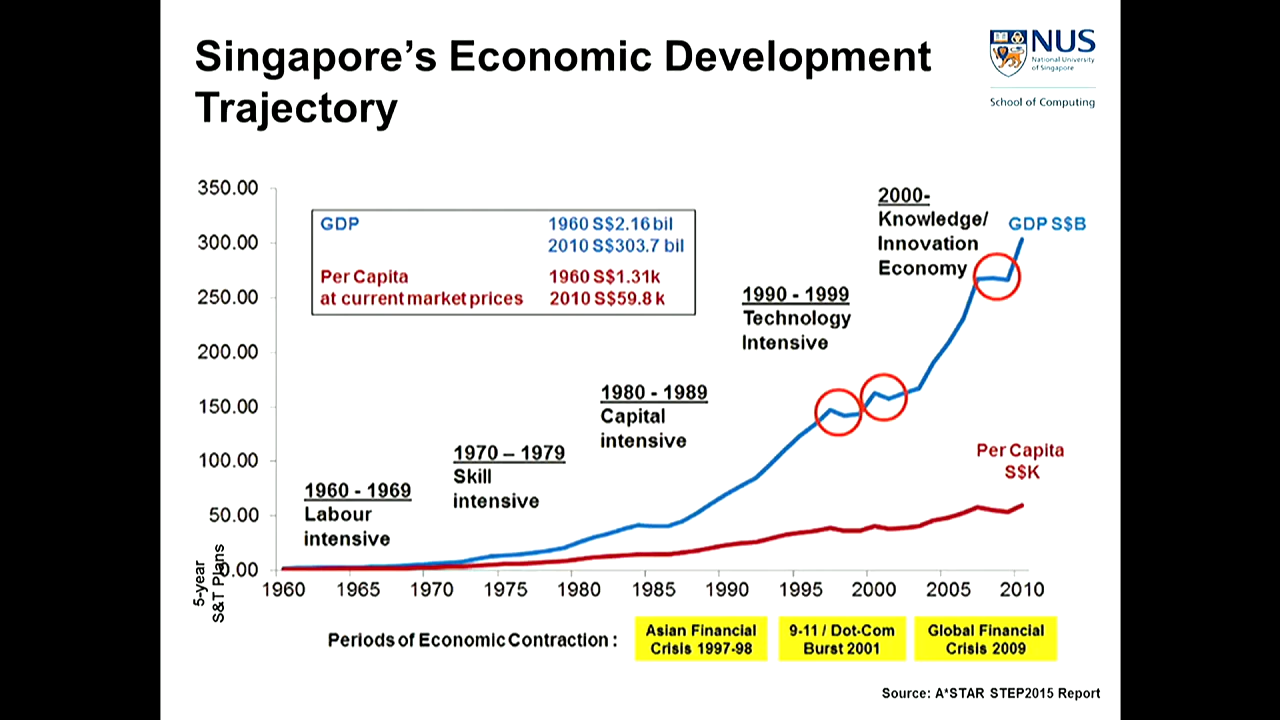 Singapore's Economic Development
Trajectory
NUS
National University
of Singapore
School of Computing
350.00
300.00
250.00
200.00
150.00
100.00
50.00
0.00
GDP 1960 S$2.16 bil
2010 S$303.7 bil
Per Capita 1960 S$1.31k
at current market prices 2010 S$59.8 k
2000-
Knowledge/
Innovation
Economy
GDP S$B
1990 - 1999
Technology
Intensive
1980 - 1989
Capital
intensive
1970 – 1979
Skill
intensive
1960 - 1969
Labour
intensive
Per Capita
S$K
5-year
S&T Plans
1960 1965 1970 1975 1980 1985 1990 1995 2000 2005 2010
Periods of Economic Contraction :
Asian Financial
Crisis 1997-98
9-11 / Dot-Com
Burst 2001
Global Financial
Crisis 2009
Source: A*STAR STEP2015 Report